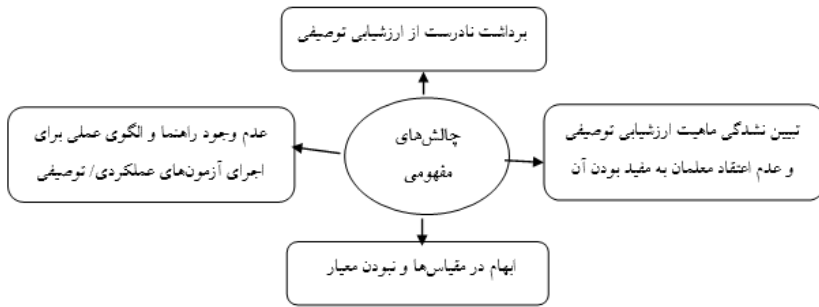 برداشت نادرست از ارزشیابی توصیفی
چالش‌های
مفهومی
تبیین نشدگی ماهیت ارزشیابی توصیفی
و عدم اعتقاد معلمان به مفید بودن آن
عدم وجود راهنما و الگوی عملی برای
اجرای آزمون‌های عملکردی/ توصیفی
ابهام در مقیاس‌ها و نبودن معیار